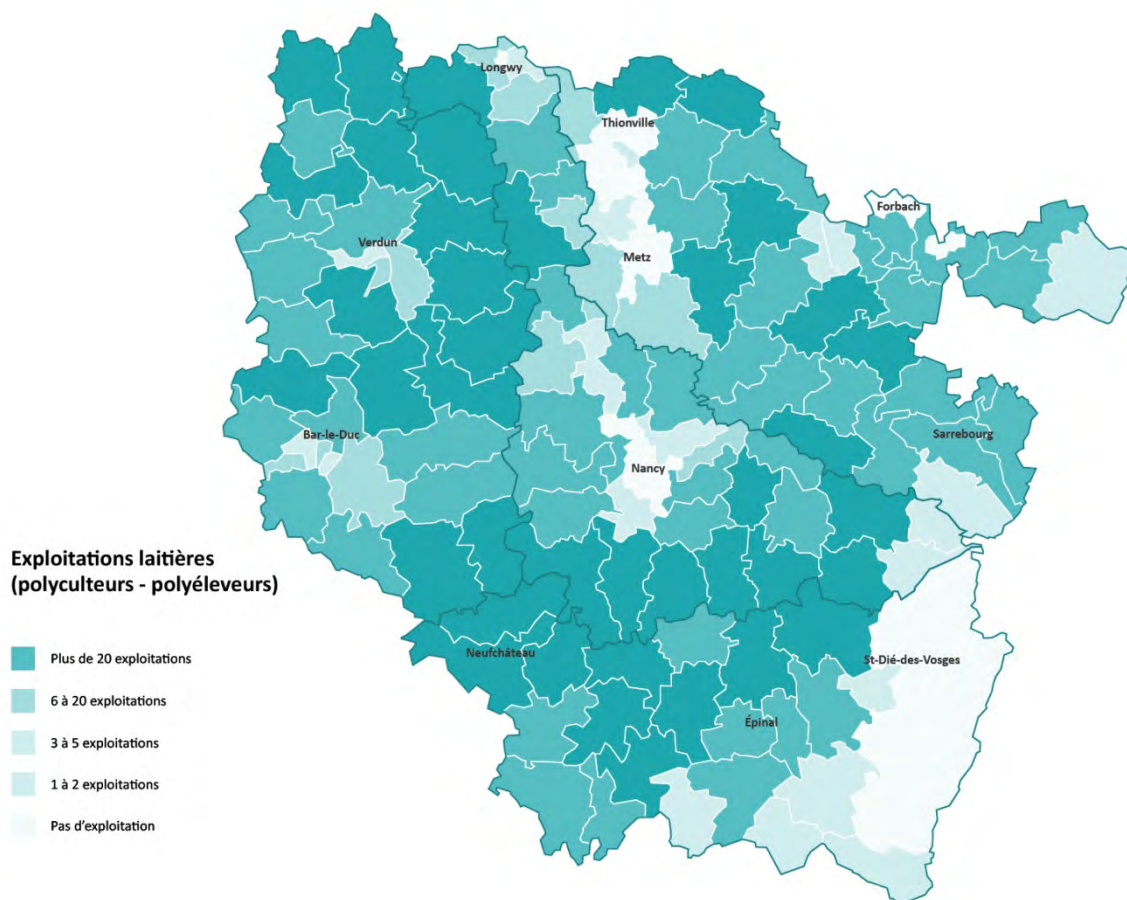 Longwy
Thionville
Forbach
Verdun
Metz
Bar-le-Duc
Sarrebourg
Nancy
Exploitations laitières
(polyculteurs - polyéleveurs)
Plus de 20 exploitations
6 à 20 exploitations
3 à 5 exploitations
1 à 2 exploitations
Pas d'exploitation
Neufchâteau
St-Dié-des-Vosges
Épinal